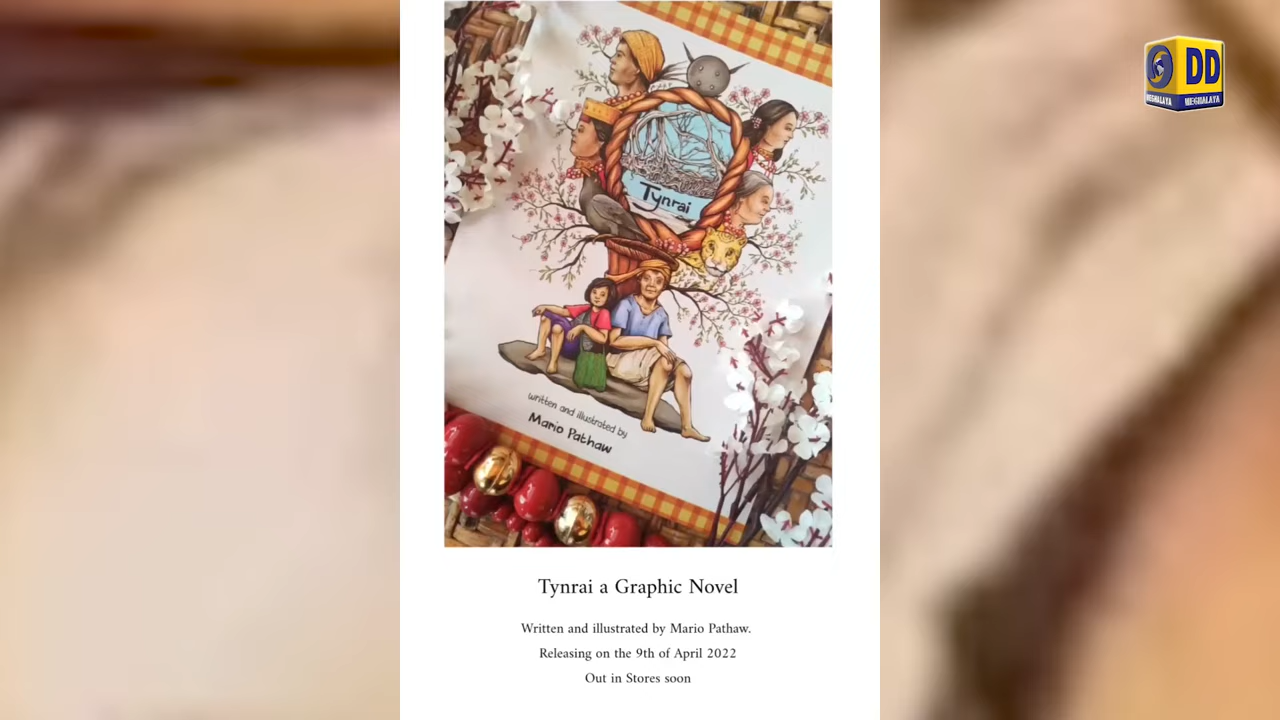 DD
MEGHALAYA
MEGHALAYA
Tynrai
written and illustrated by
Mario Pathaw
Tynrai a Graphic Novel
Written and illustrated by Mario Pathaw.
Releasing on the 9th of April 2022
Out in Stores soon